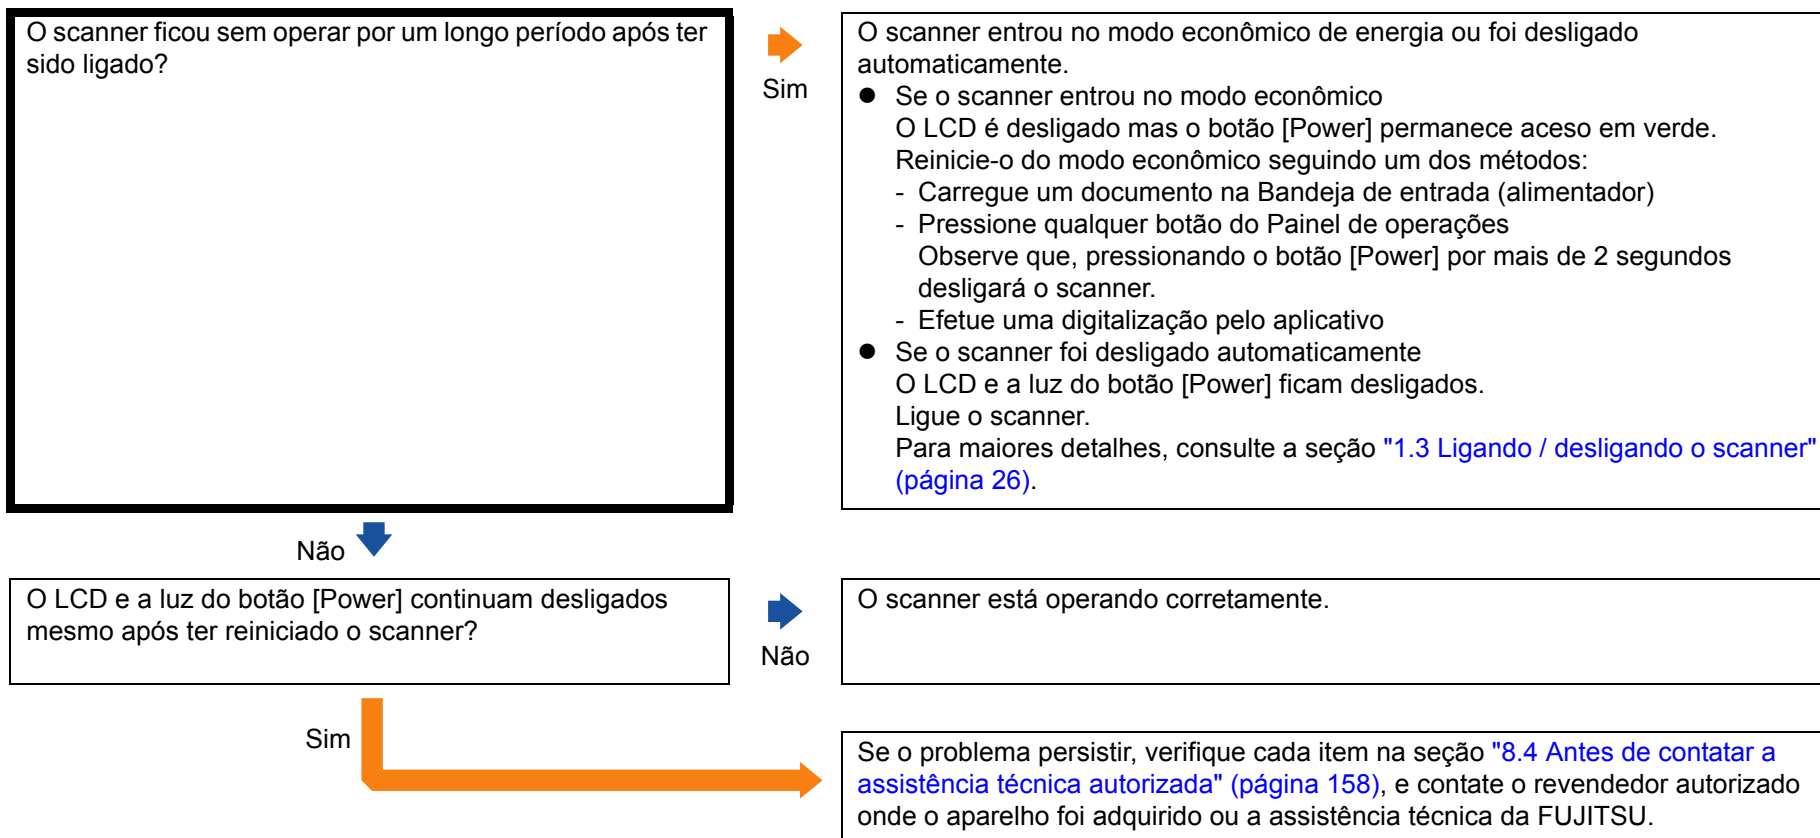 O scanner ficou sem operar por um longo período após ter
sido ligado?
Sim
O scanner entrou no modo econômico de energia ou foi desligado
automaticamente.
● Se o scanner entrou no modo econômico
O LCD é desligado mas o botão [Power] permanece aceso em verde.
Reinicie-o do modo econômico seguindo um dos métodos:
- Carregue um documento na Bandeja de entrada (alimentador)
- Pressione qualquer botão do Painel de operações
Observe que, pressionando o botão [Power] por mais de 2 segundos
desligará o scanner.
- Efetue uma digitalização pelo aplicativo
● Se o scanner foi desligado automaticamente
O LCD e a luz do botão [Power] ficam desligados.
Ligue o scanner.
Para maiores detalhes, consulte a seção "1.3 Ligando / desligando o scanner"
(página 26).
Não
O LCD e a luz do botão [Power] continuam desligados
mesmo após ter reiniciado o scanner?
Não
O scanner está operando corretamente.
Sim
Se o problema persistir, verifique cada item na seção "8.4 Antes de contatar a
assistência técnica autorizada" (página 158), e contate o revendedor autorizado
onde o aparelho foi adquirido ou a assistência técnica da FUJITSU.